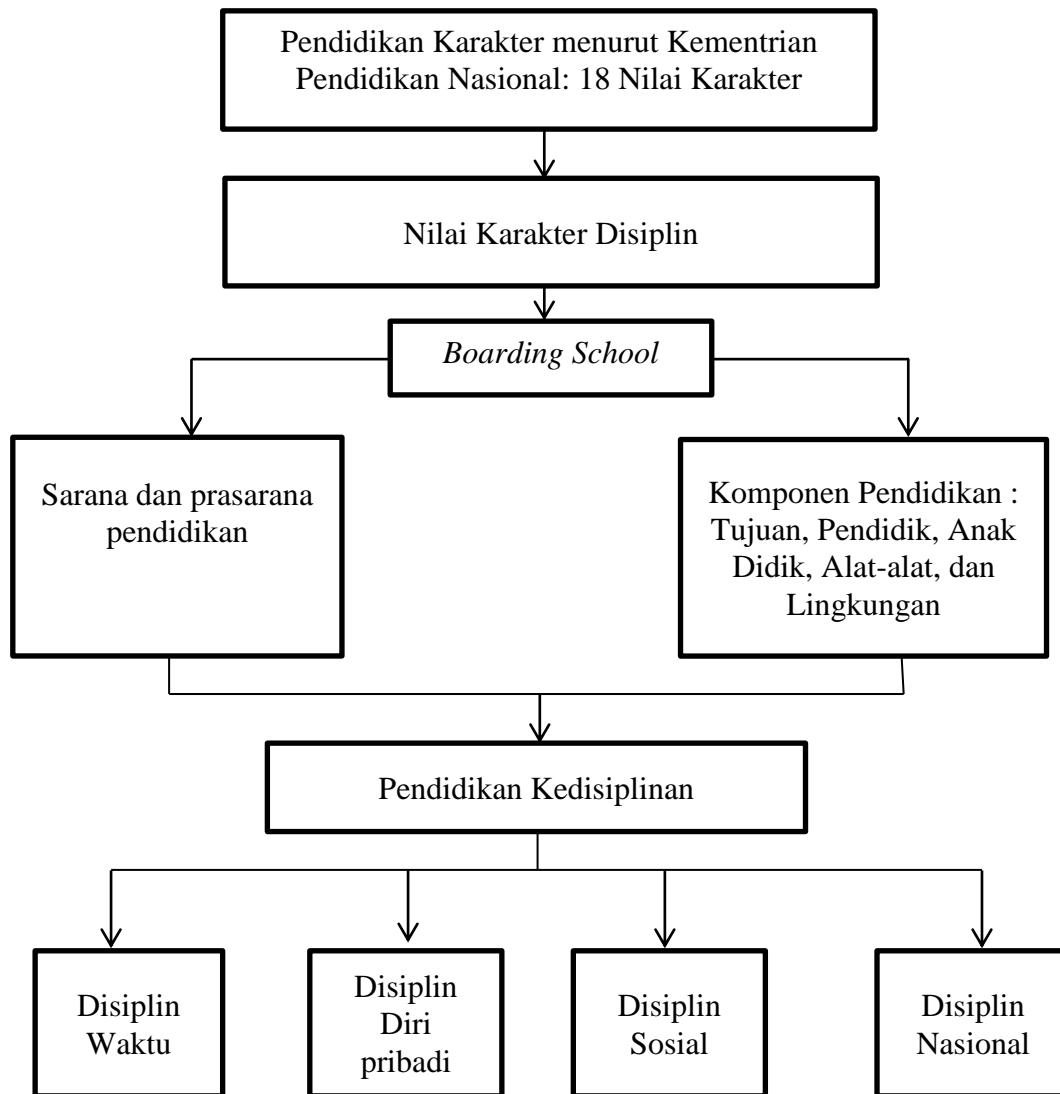 Pendidikan Karakter menurut Kementrian
Pendidikan Nasional: 18 Nilai Karakter
Nilai Karakter Disiplin
Boarding School
Sarana dan prasarana
pendidikan
Komponen Pendidikan :
Tujuan, Pendidik, Anak
Didik, Alat-alat, dan
Lingkungan
Pendidikan Kedisiplinan
Disiplin
Waktu
Disiplin
Diri
pribadi
Disiplin
Sosial
Disiplin
Nasional